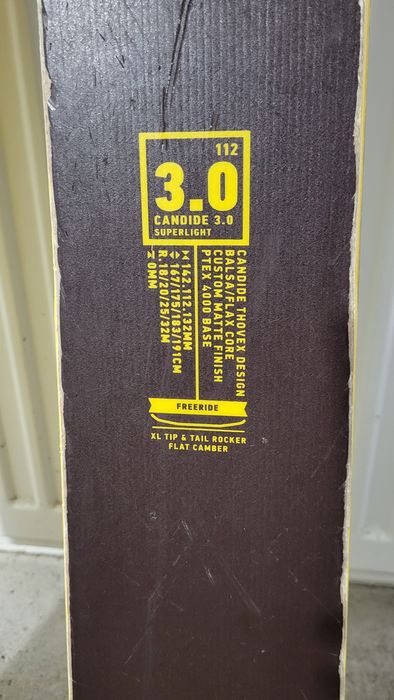 112
3.0
CANDIDE 3.0
SUPERLIGHT
CANDIDE THOVEX DESIGN
BALSA/FLAX CORE
CUSTOM MATTE FINISH
PTEX 4000 BASE
142.112.132MM
167/175/183/191CM
R.18/20/25/33M
0MM
FREERIDE
XL TIP & TAIL ROCKER
FLAT CAMBER